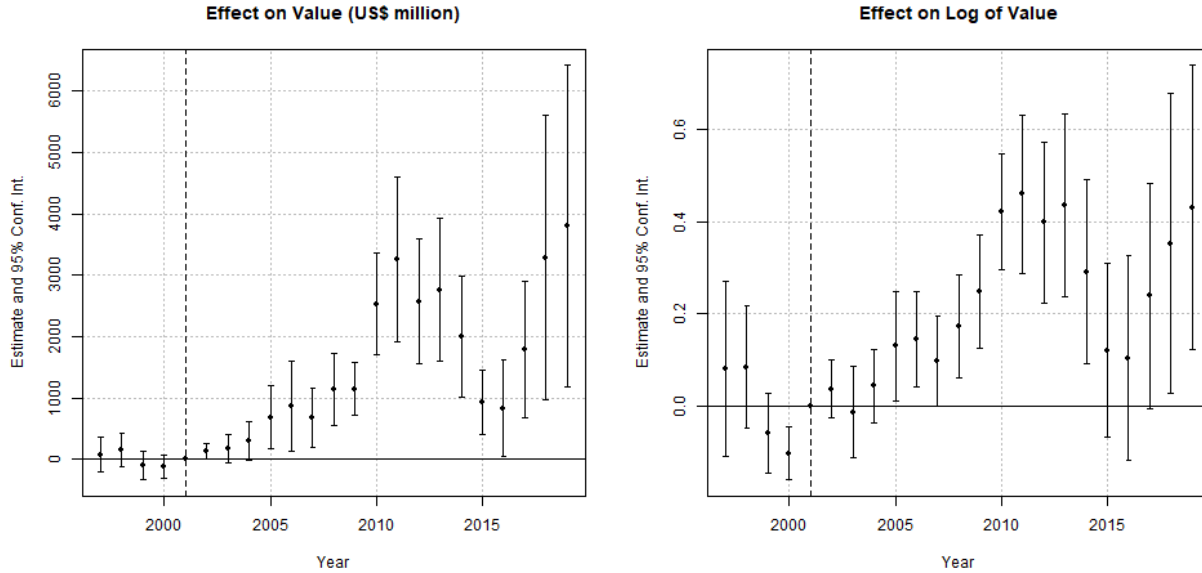 Effect on Value (US$ million)
Estimate and 95% Conf. Int.
6000
5000
4000
3000
2000
1000
0
2000 2005 2010 2015
Year
Effect on Log of Value
Estimate and 95% Conf. Int.
0.6
0.4
0.2
0.0
2000 2005 2010 2015
Year